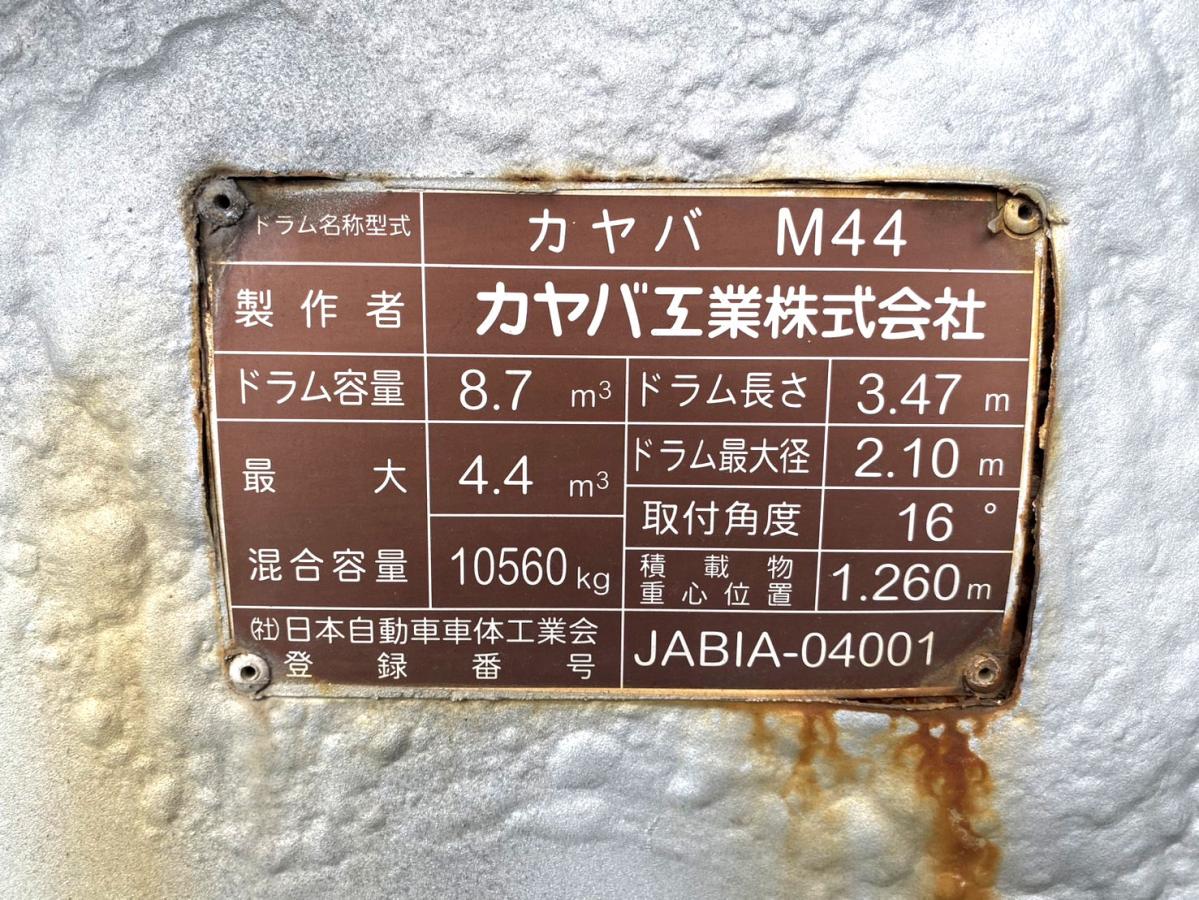 ドラム名称型式 カヤバ M44
製作者 カヤバ工業株式会社
ドラム容量 8.7 m³ ドラム長さ 3.47 m
最大混合容量 4.4 m³ ドラム最大径 2.10 m
取付角度 16 °
10560 kg 積載物重心位置 1.260 m
㈳日本自動車車体工業会
登録番号 JABIA-04001